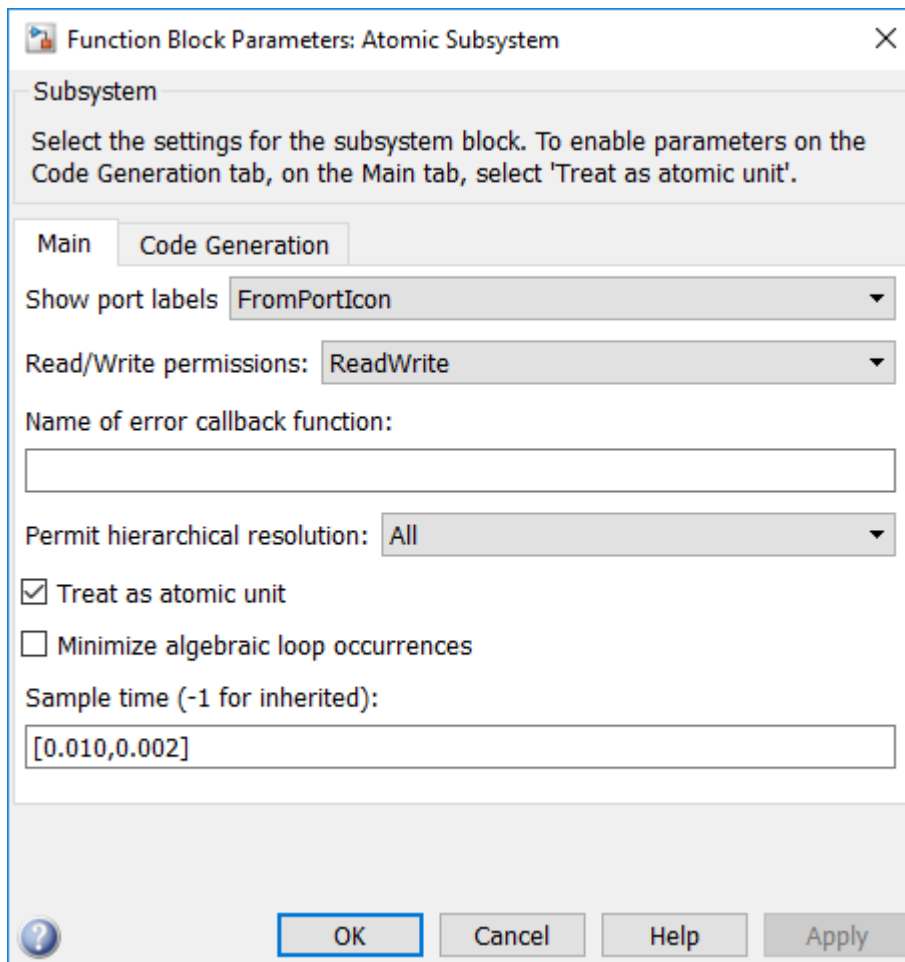 Function Block Parameters: Atomic Subsystem
Subsystem
Select the settings for the subsystem block. To enable parameters on the
Code Generation tab, on the Main tab, select 'Treat as atomic unit'.
Main Code Generation
Show port labels FromPortIcon
Read/Write permissions: ReadWrite
Name of error callback function:
Permit hierarchical resolution: All
Treat as atomic unit
Minimize algebraic loop occurrences
Sample time (-1 for inherited):
[0.010,0.002]
? OK Cancel Help Apply